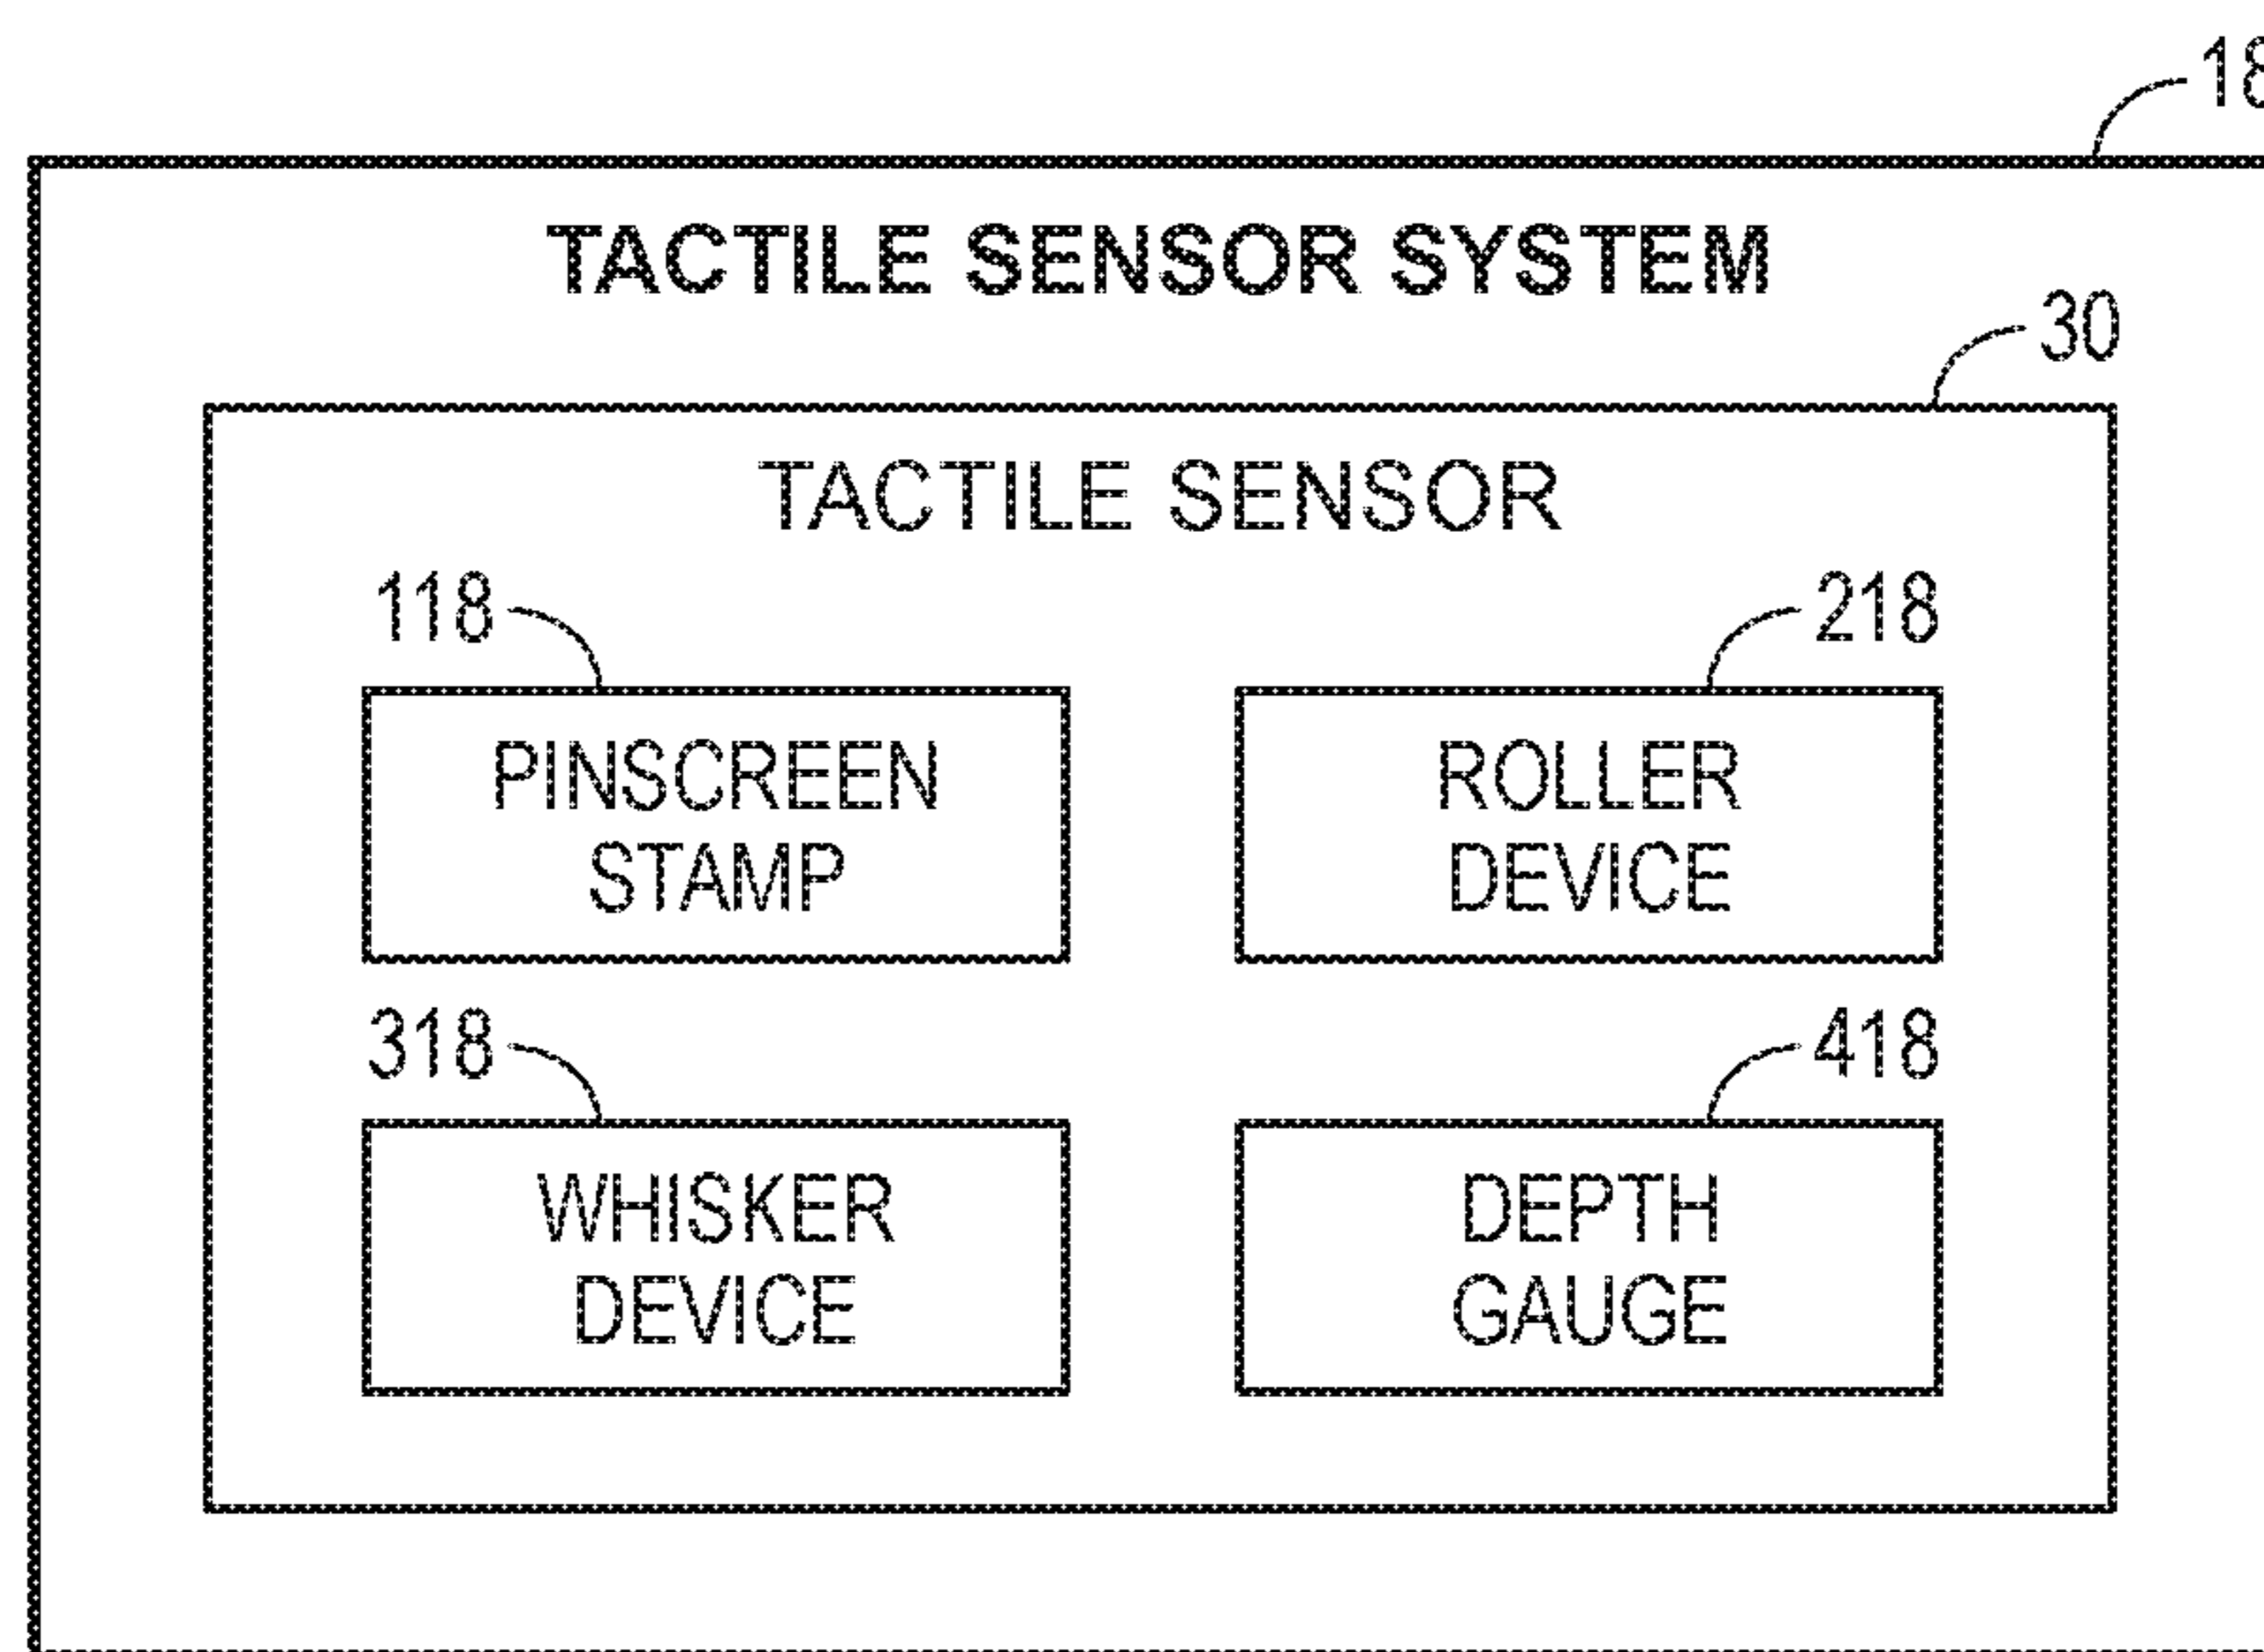 18
TACTILE SENSOR SYSTEM
30
TACTILE SENSOR
118
218
PINSCREEN
STAMP
ROLLER
DEVICE
318
418
WHISKER
DEVICE
DEPTH
GAUGE